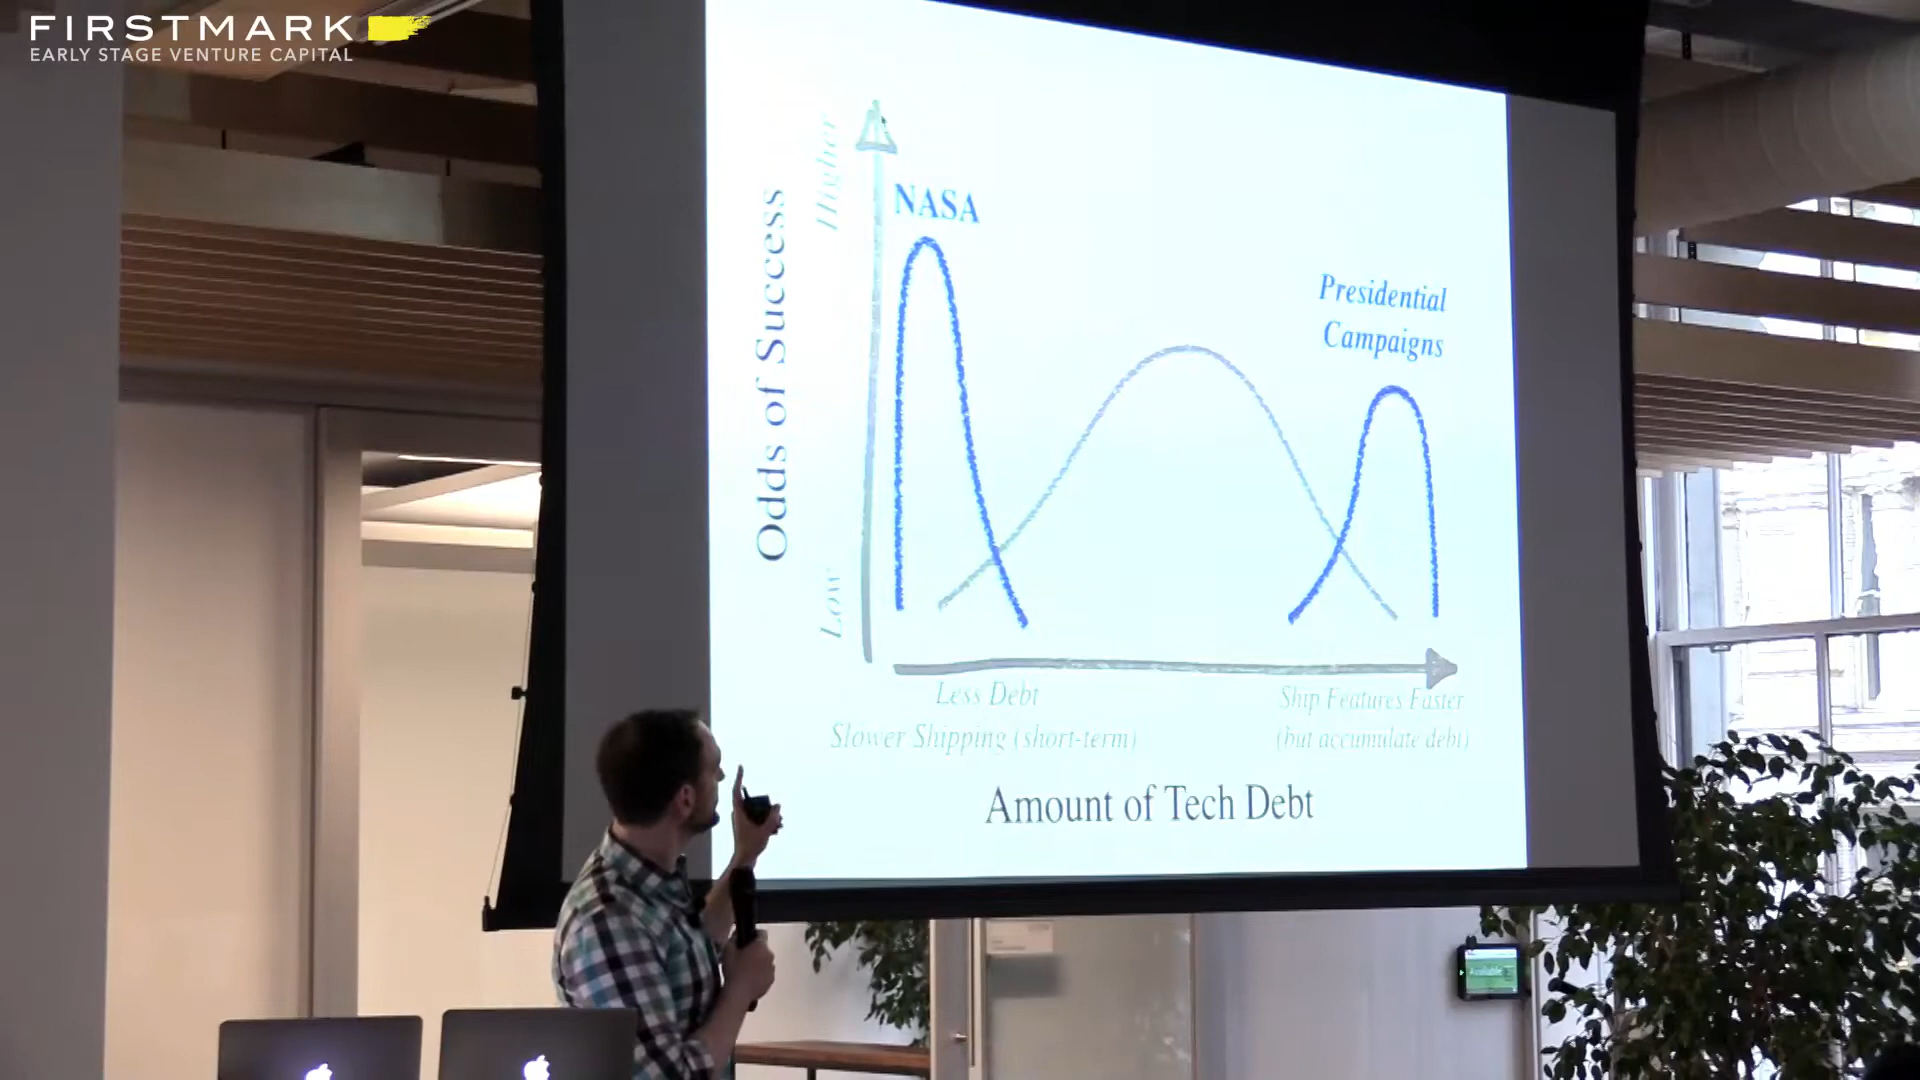 FIRSTMARK
EARLY STAGE VENTURE CAPITAL
Higher
NASA
Odds of Success
Presidential
Campaigns
Low
Less Debt
Slower Shipping (short-term)
Ship Features Faster
(but accumulate debt)
Amount of Tech Debt
Available